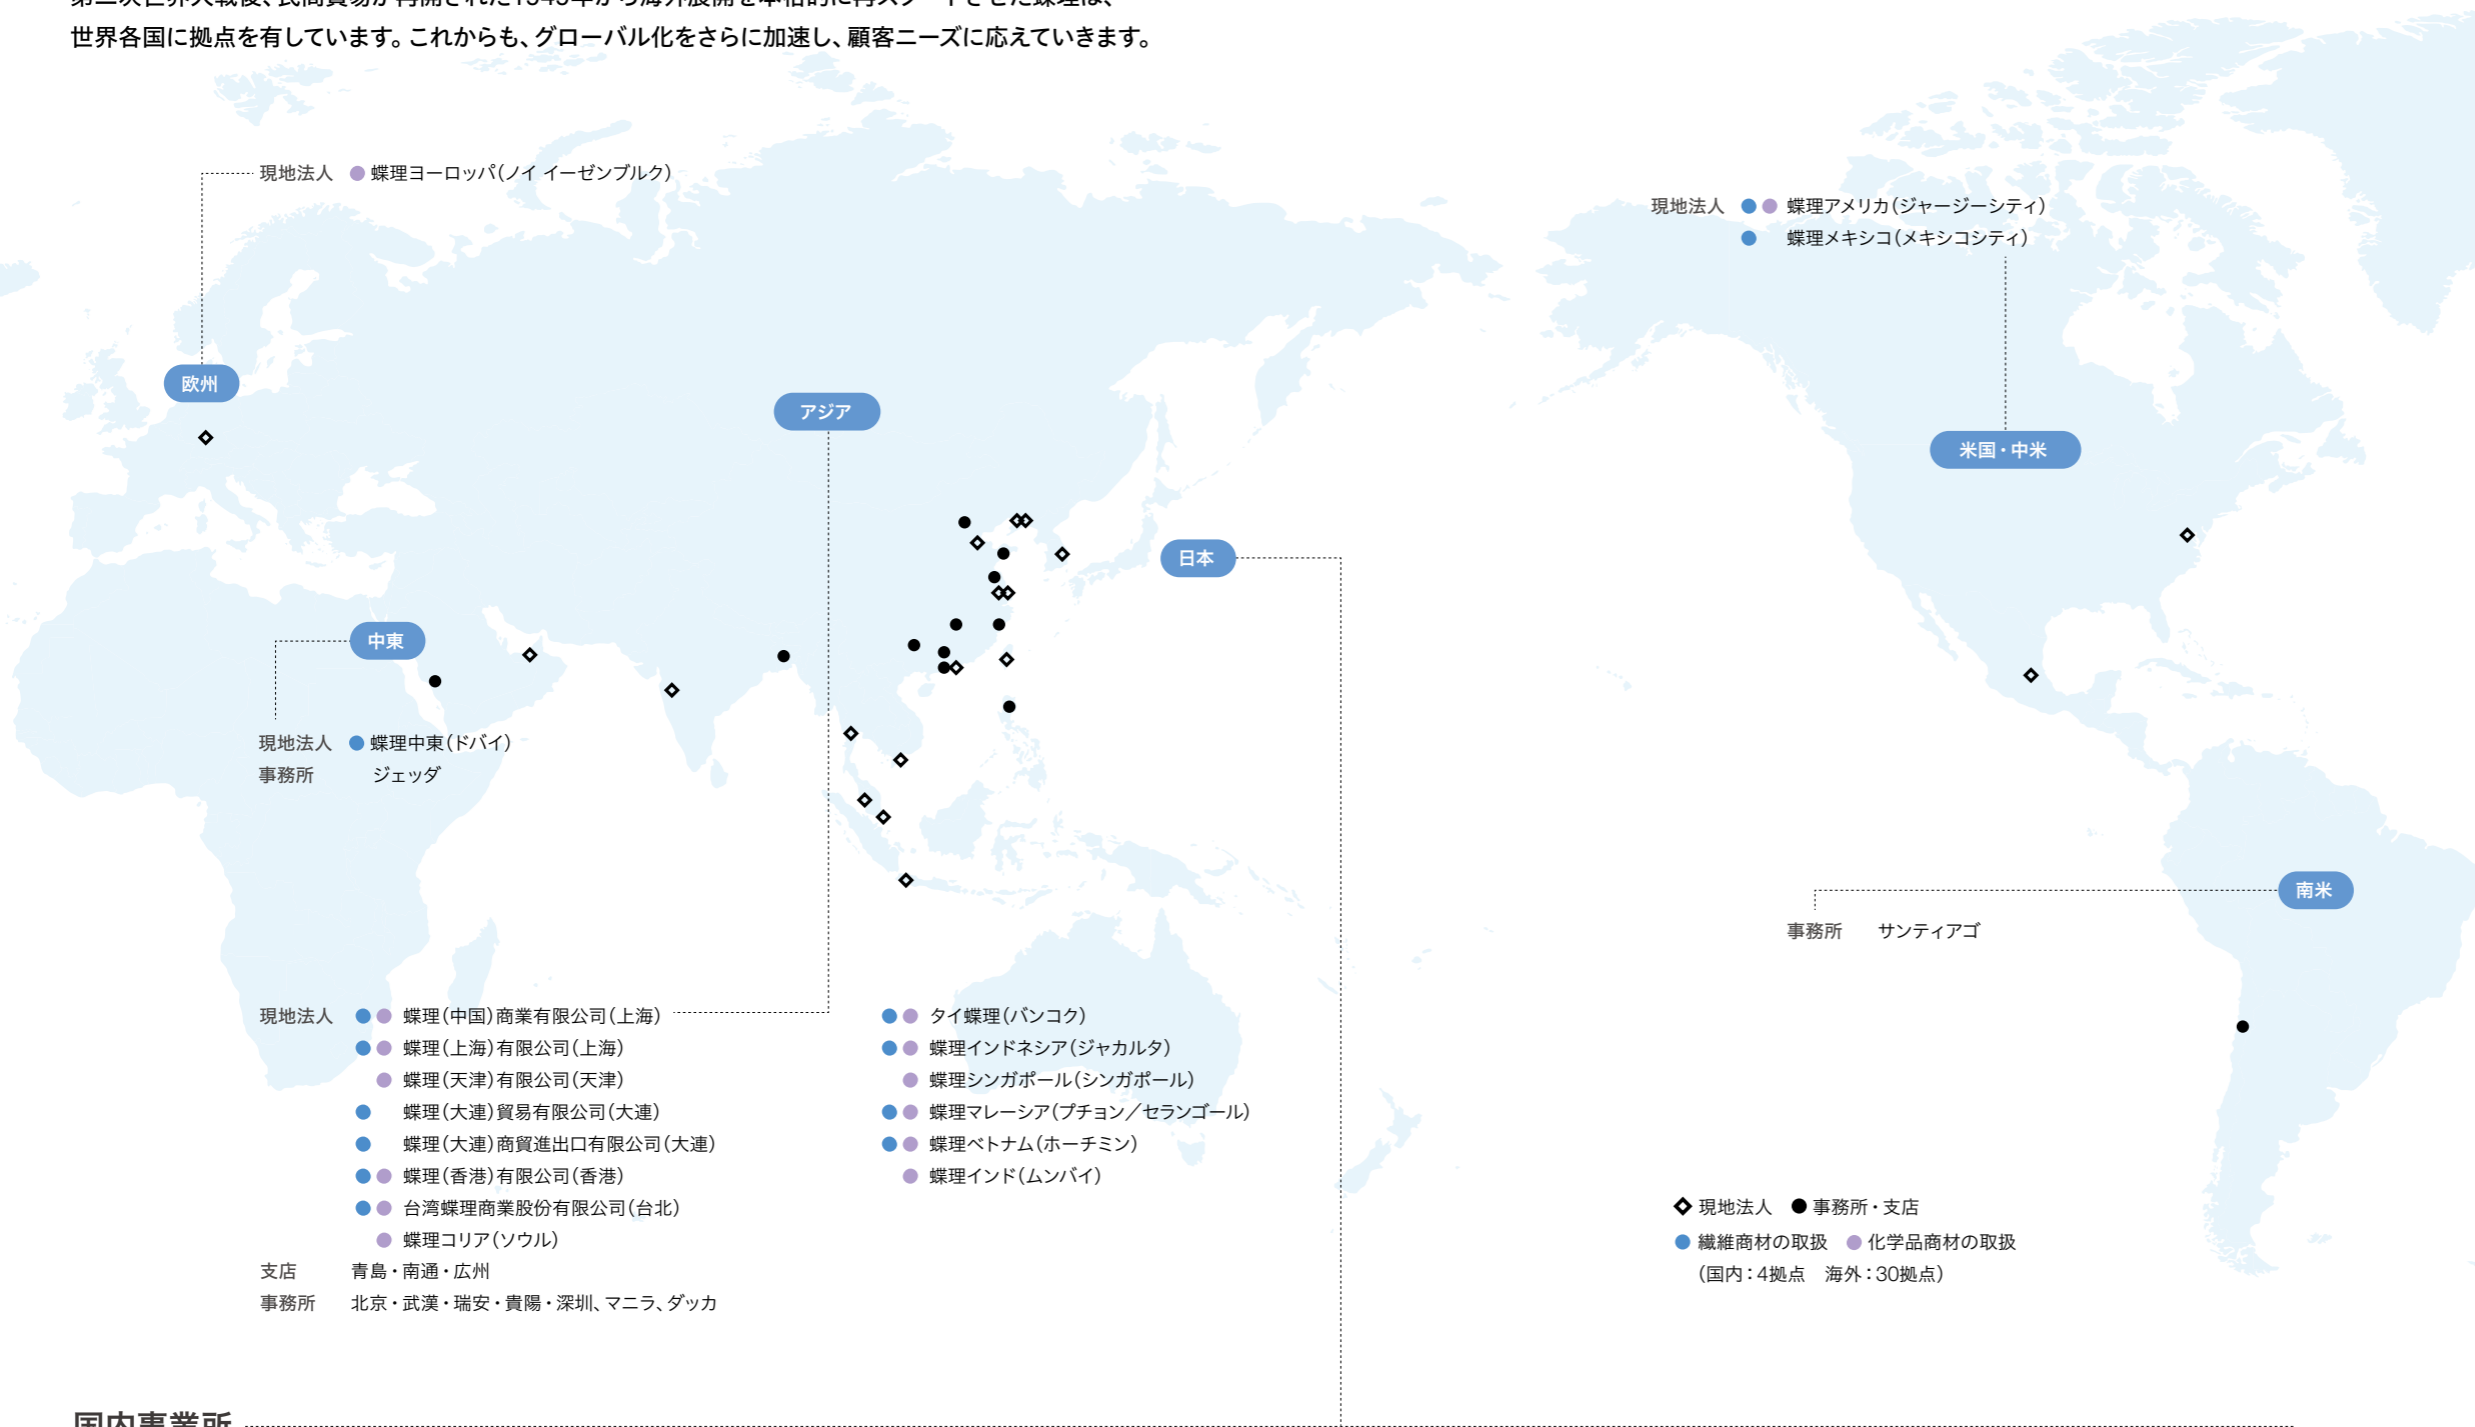 世界各国に拠点を有しています。これからも、グローバル化をさらに加速し、顧客ニーズに応えていきます。
現地法人 蝶理ヨーロッパ(ノイ イーゼンブルク)
現地法人 蝶理アメリカ(ジャージーシティ)
蝶理メキシコ(メキシコシティ)
欧州
アジア
米国・中米
日本
中東
現地法人 蝶理中東(ドバイ)
事務所 ジェッダ
南米
事務所 サンティアゴ
現地法人 蝶理(中国)商業有限公司(上海)
蝶理(上海)有限公司(上海)
蝶理(天津)有限公司(天津)
蝶理(大連)貿易有限公司(大連)
蝶理(大連)商貿進出口有限公司(大連)
蝶理(香港)有限公司(香港)
台湾蝶理商業股份有限公司(台北)
蝶理コリア(ソウル)
支店 青島・南通・広州
事務所 北京・武漢・瑞安・貴陽・深圳、マニラ、ダッカ
タイ蝶理(バンコク)
蝶理インドネシア(ジャカルタ)
蝶理シンガポール(シンガポール)
蝶理マレーシア(プチョン/セランゴール)
蝶理ベトナム(ホーチミン)
蝶理インド(ムンバイ)
現地法人 事務所・支店
繊維商材の取扱 化学品商材の取扱
(国内:4拠点 海外:30拠点)
国内事業所